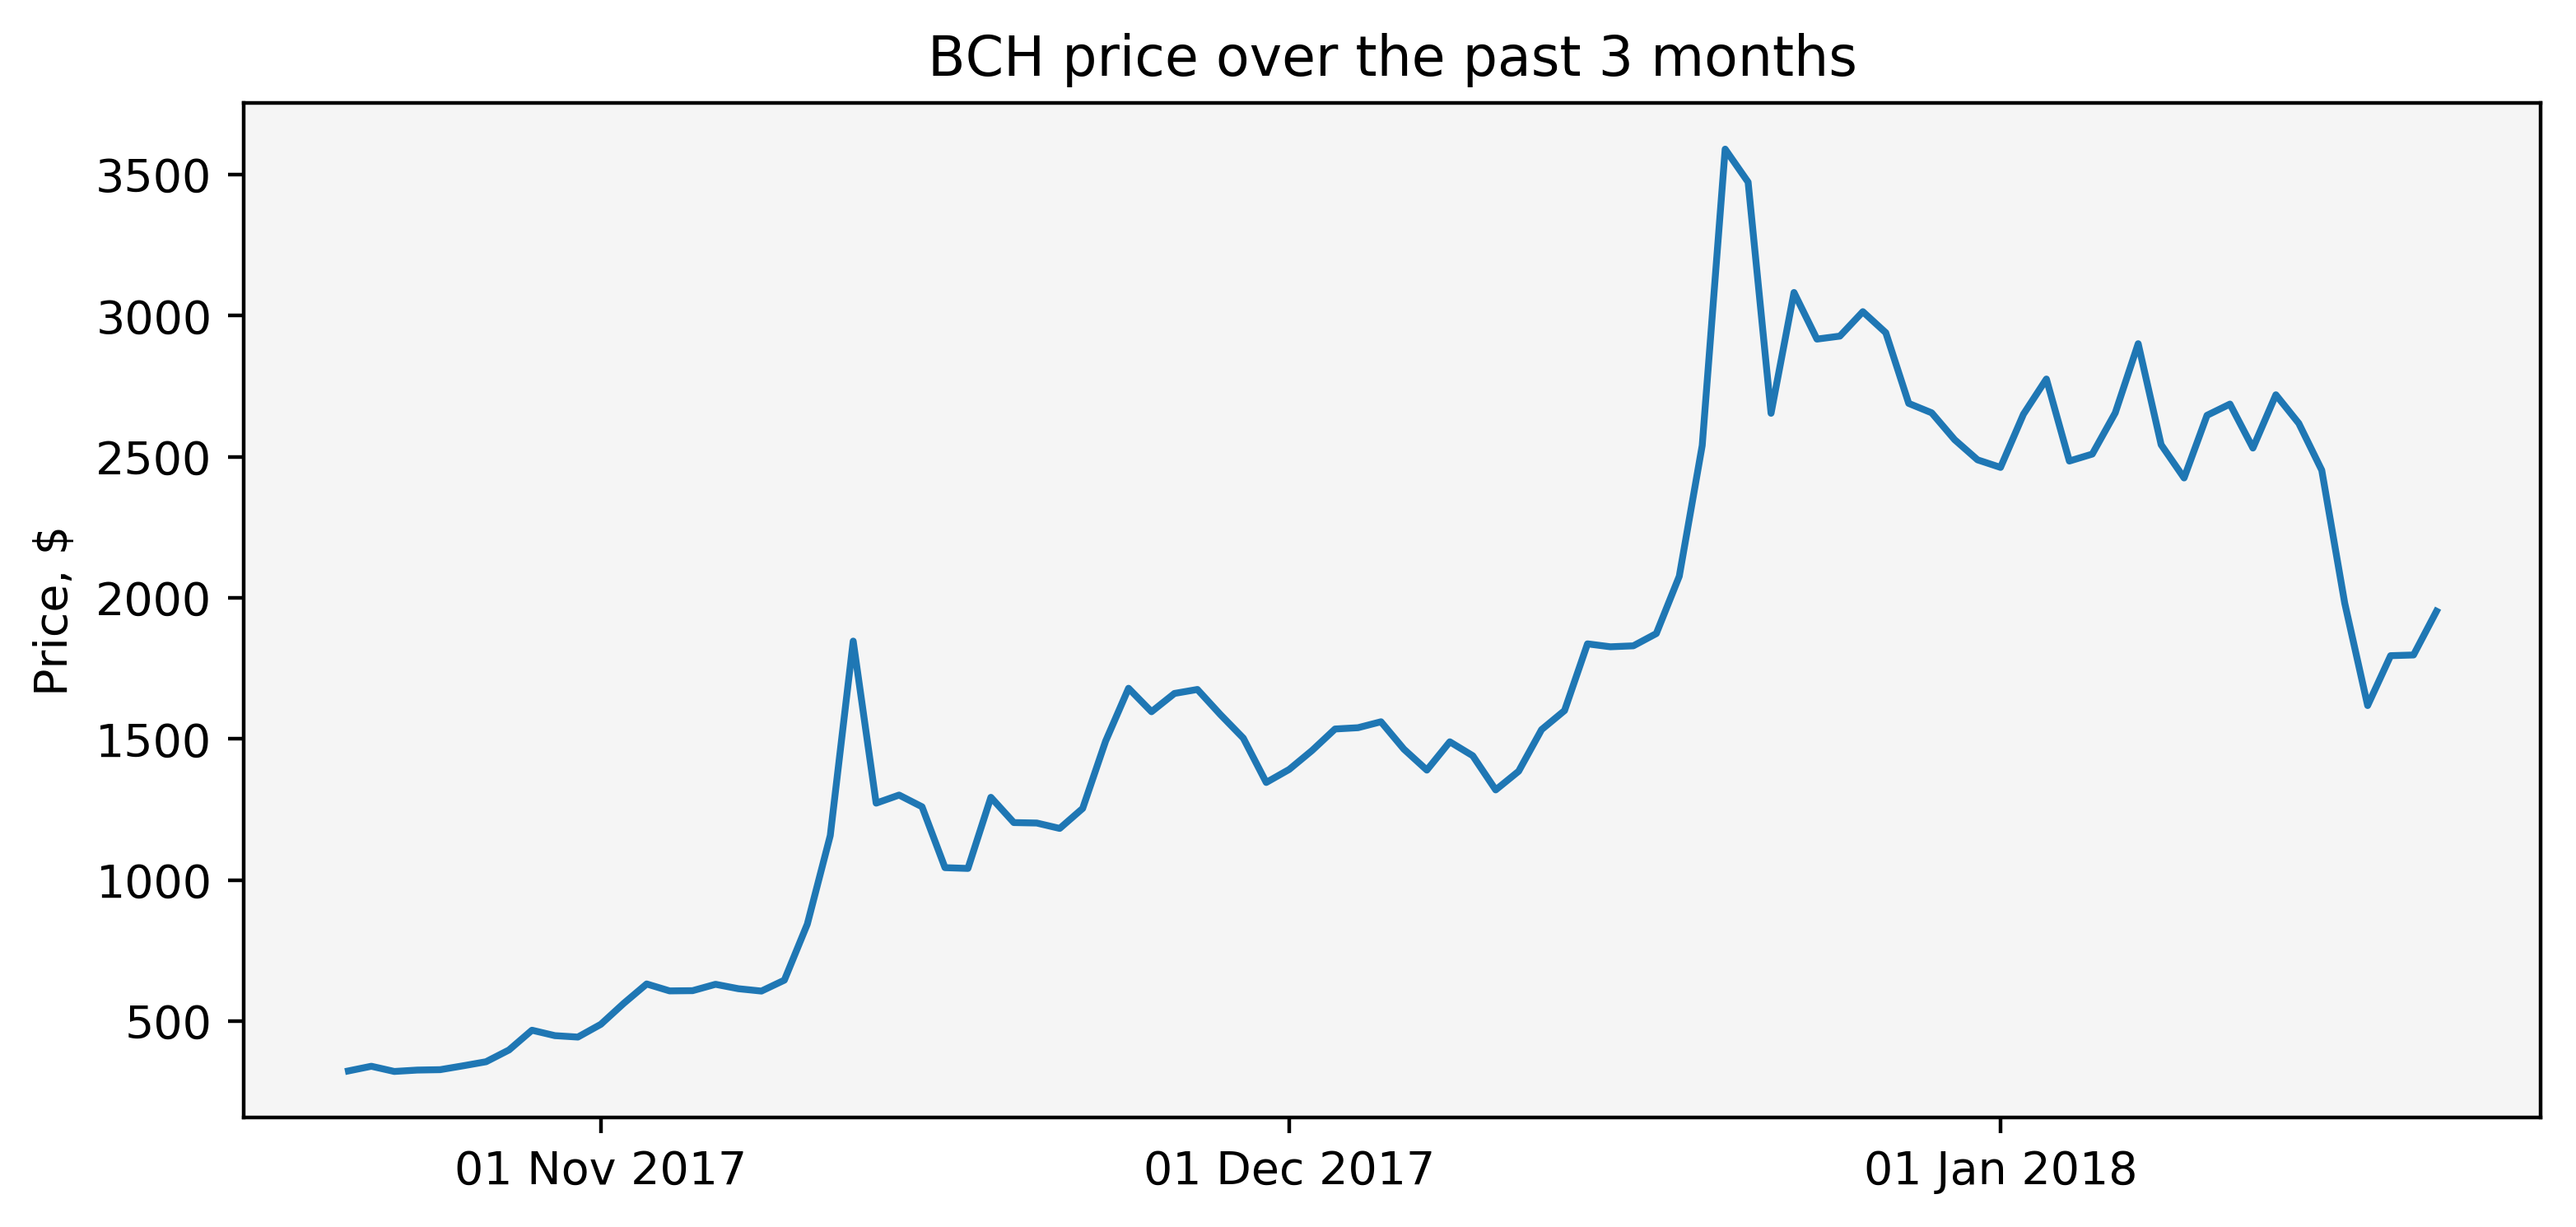 BCH price over the past 3 months
Price, $
3500
3000
2500
2000
1500
1000
500
01 Nov 2017
01 Dec 2017
01 Jan 2018